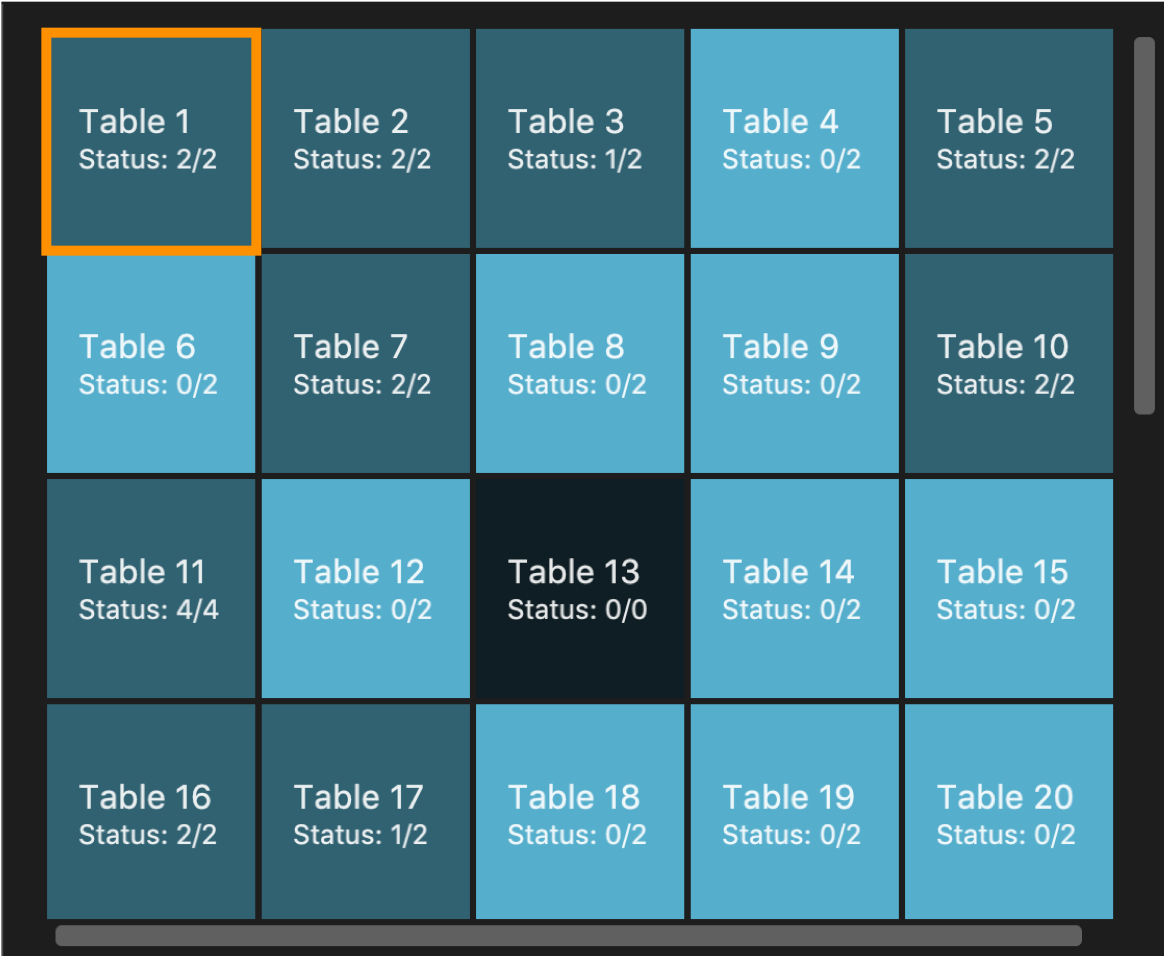 Table 1
Status: 2/2
Table 2
Status: 2/2
Table 3
Status: 1/2
Table 4
Status: 0/2
Table 5
Status: 2/2
Table 6
Status: 0/2
Table 7
Status: 2/2
Table 8
Status: 0/2
Table 9
Status: 0/2
Table 10
Status: 2/2
Table 11
Status: 4/4
Table 12
Status: 0/2
Table 13
Status: 0/0
Table 14
Status: 0/2
Table 15
Status: 0/2
Table 16
Status: 2/2
Table 17
Status: 1/2
Table 18
Status: 0/2
Table 19
Status: 0/2
Table 20
Status: 0/2